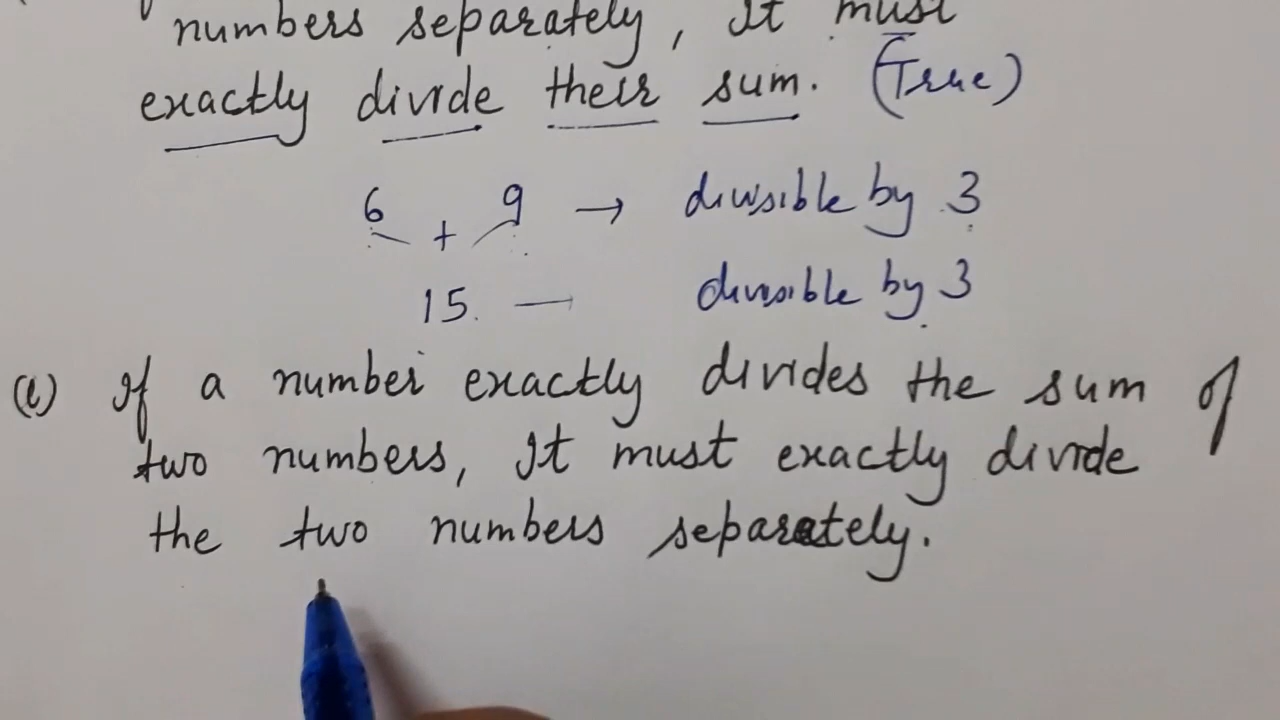 numbers separately, It must
exactly divide their sum. (True)
6 + 9 → divisible by 3
15. — divisible by 3
(l) If a number exactly divides the sum of
two numbers, It must exactly divide
the two numbers separately.